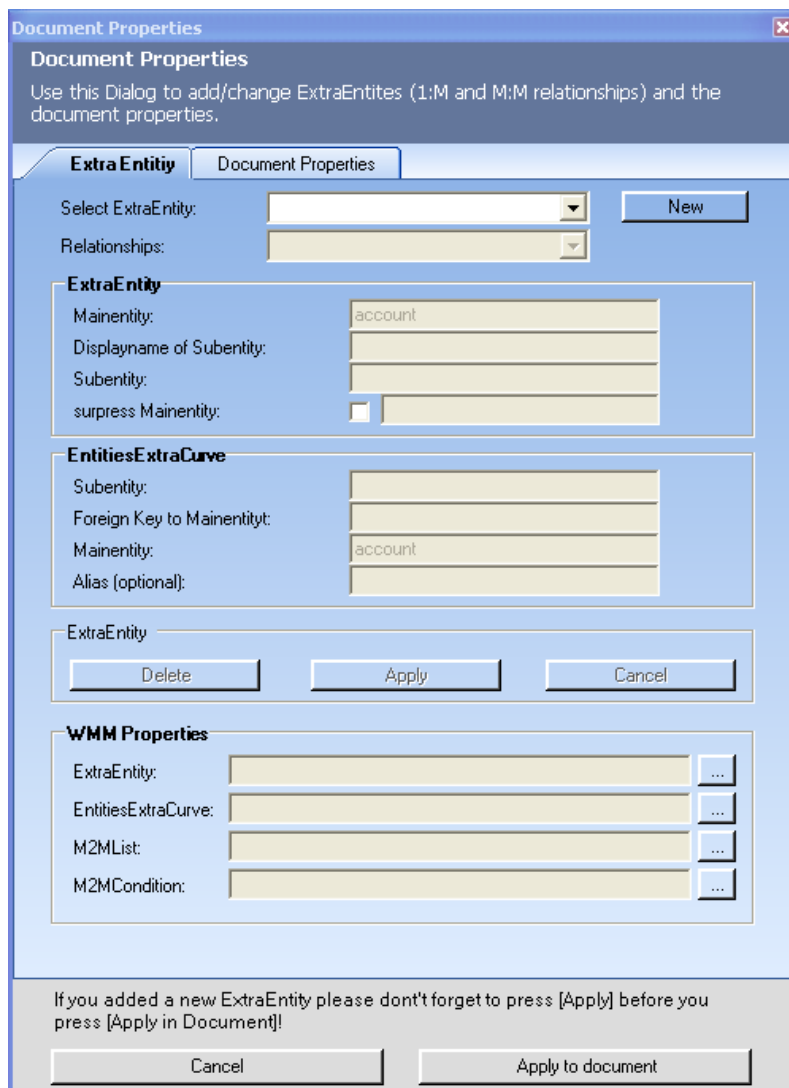 Document Properties
Document Properties
Use this Dialog to add/change ExtraEntites (1:M and M:M relationships) and the
document properties.
Extra Entitiy
Document Properties
Select ExtraEntity:
New
Relationships:
ExtraEntity
Mainentity:
account
Displayname of Subentity:
Subentity:
surpress Mainentity:
EntitiesExtraCurve
Subentity:
Foreign Key to Mainentityt:
Mainentity:
account
Alias (optional):
ExtraEntity
Delete
Apply
Cancel
WMM Properties
ExtraEntity:
...
EntitiesExtraCurve:
...
M2MList:
...
M2MCondition:
...
If you added a new ExtraEntity please dont't forget to press [Apply] before you
press [Apply in Document]!
Cancel
Apply to document